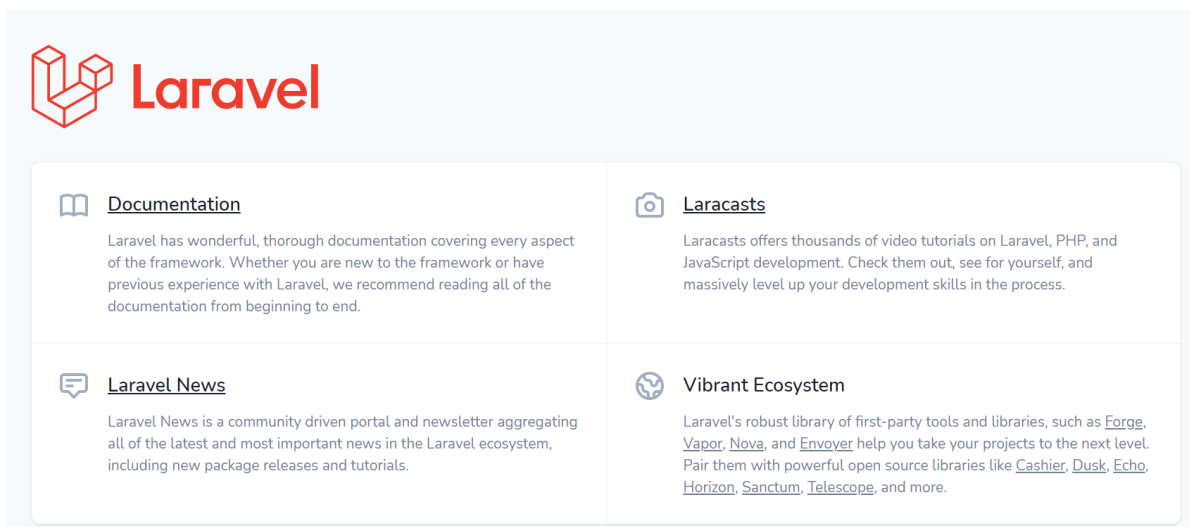 Laravel
Documentation
Laravel has wonderful, thorough documentation covering every aspect
of the framework. Whether you are new to the framework or have
previous experience with Laravel, we recommend reading all of the
documentation from beginning to end.
Laracasts
Laracasts offers thousands of video tutorials on Laravel, PHP, and
JavaScript development. Check them out, see for yourself, and
massively level up your development skills in the process.
Laravel News
Laravel News is a community driven portal and newsletter aggregating
all of the latest and most important news in the Laravel ecosystem,
including new package releases and tutorials.
Vibrant Ecosystem
Laravel's robust library of first-party tools and libraries, such as Forge,
Vapor, Nova, and Envoyer help you take your projects to the next level.
Pair them with powerful open source libraries like Cashier, Dusk, Echo,
Horizon, Sanctum, Telescope, and more.